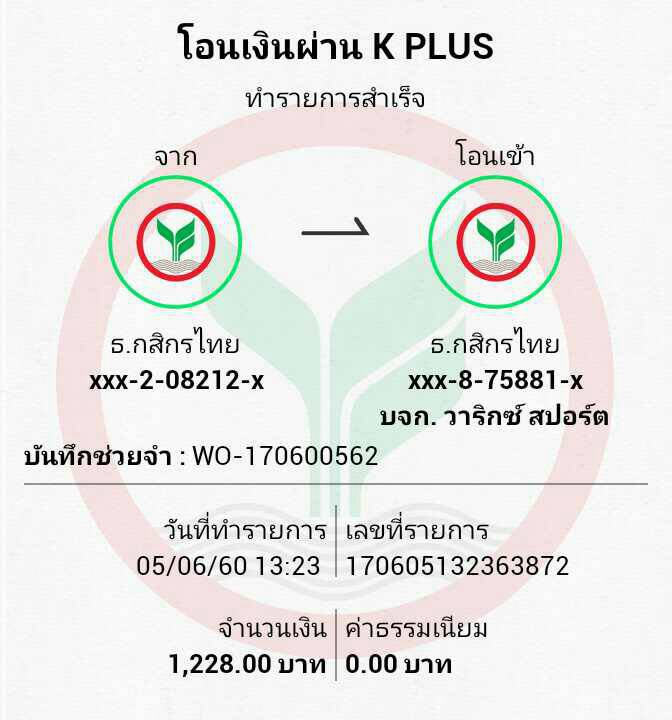 โอนเงินผ่าน K PLUS
ทำรายการสำเร็จ
จาก
โอนเข้า
ธ.กสิกรไทย
ธ.กสิกรไทย
xxx-2-08212-x
xxx-8-75881-x
บจก. วาริกซ์ สปอร์ต
บันทึกช่วยจำ : WO-170600562
วันที่ทำรายการ
เลขที่รายการ
05/06/60 13:23
170605132363872
จำนวนเงิน
ค่าธรรมเนียม
1,228.00 บาท
0.00 บาท